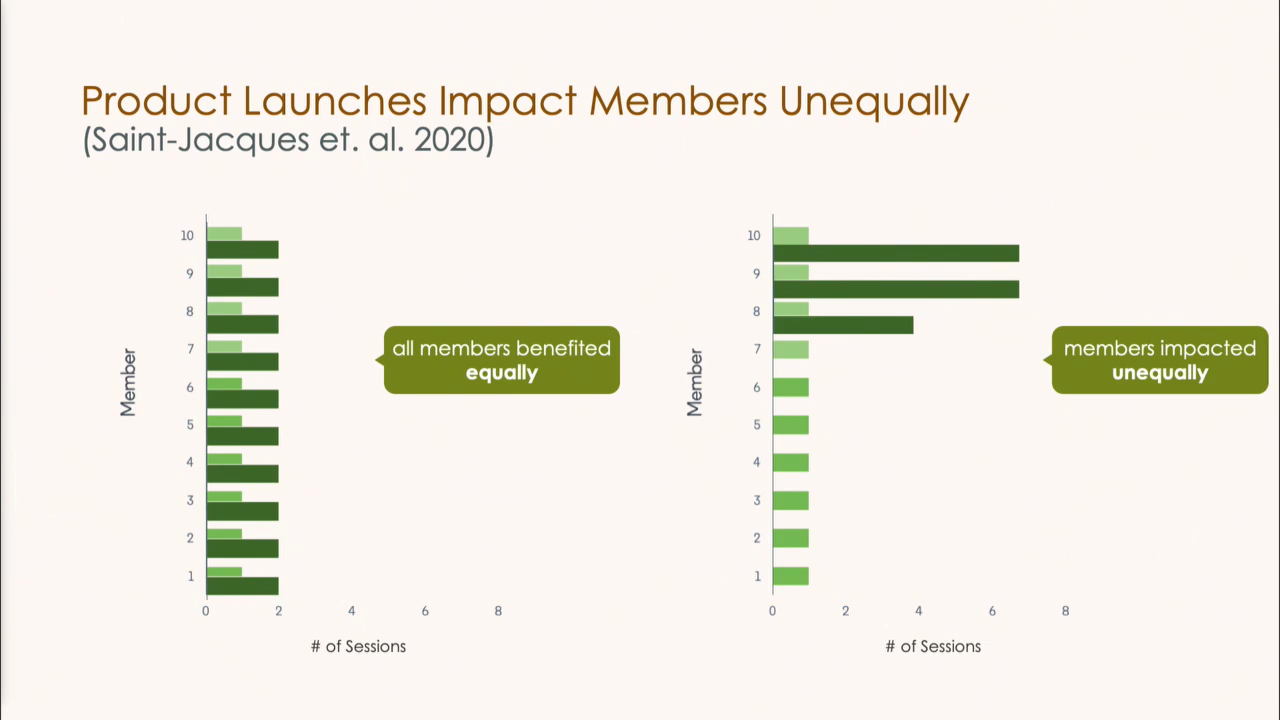 Product Launches Impact Members Unequally
(Saint-Jacques et. al. 2020)
10
9
8
7
6
5
4
3
2
1
Member
0 2 4 6 8
# of Sessions
all members benefited
equally
10
9
8
7
6
5
4
3
2
1
Member
0 2 4 6 8
# of Sessions
members impacted
unequally